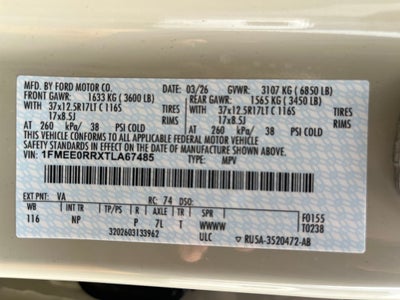 MFD. BY FORD MOTOR CO.
03/26 GVWR: 3107 KG ( 6850 LB)
FRONT GAWR: 1633 KG ( 3600 LB) REAR GAWR: 1565 KG ( 3450 LB)
WITH WITH
37x12.5R17LT C 116S TIRES 37x12.5R17LT C 116S TIRES
17x8.5J RIMS 17x8.5J RIMS
AT 260 kPa/ 38 PSI COLD AT 260 kPa/ 38 PSI COLD
THIS VEHICLE CONFORMS TO ALL APPLICABLE FEDERAL MOTOR VEHICLE
SAFETY STANDARDS IN EFFECT ON THE DATE OF MANUFACTURE SHOWN ABOVE.
VIN: 1FMEE0RRXTLA67485
TYPE: MPV
EXT PNT: VA RC: 74 DSO:
WB INT TR TP/PS R AXLE TR SPR F0155
116 NP P 7L T WWWW T0238
3202603133962 ULC RU5A-3520472-AB